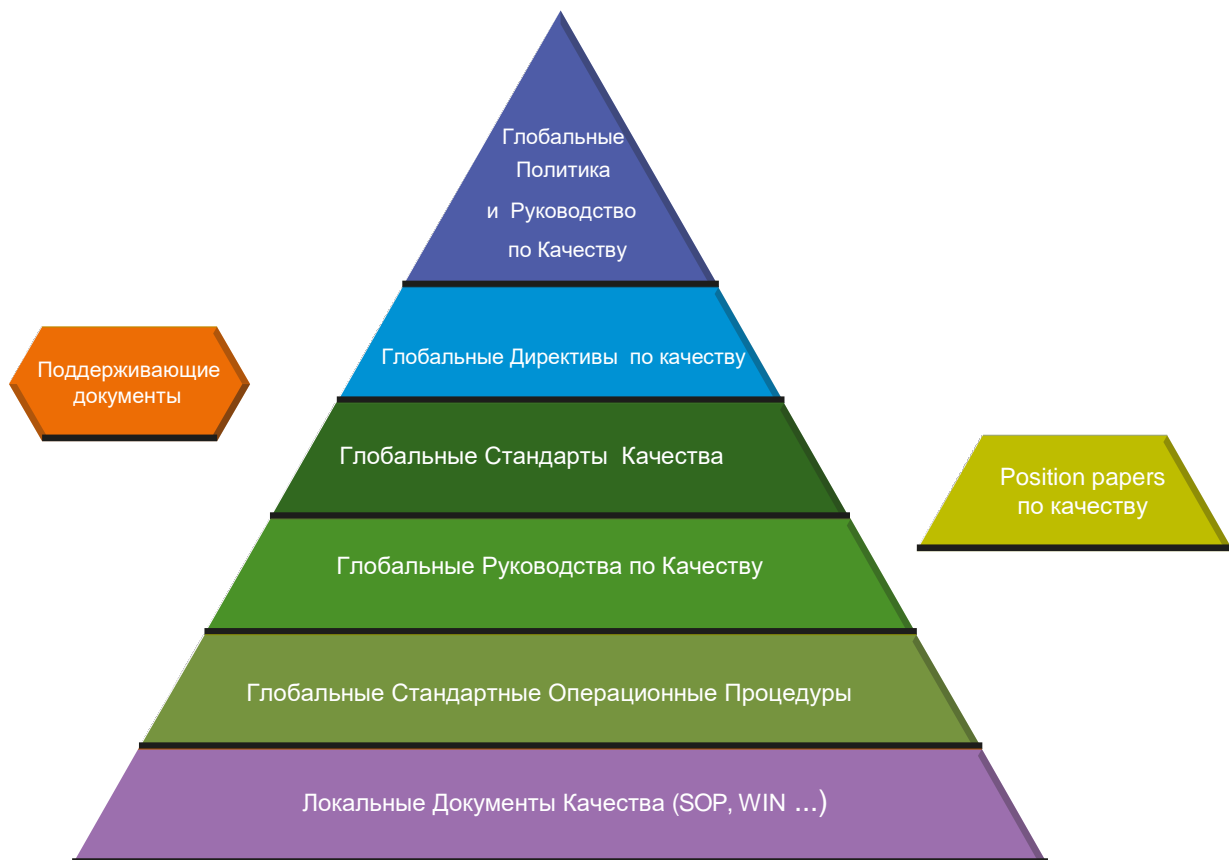 Глобальные
Политика
и Руководство
по Качеству
Глобальные Директивы по качеству
Поддерживающие
документы
Глобальные Стандарты Качества
Position papers
по качеству
Глобальные Руководства по Качеству
Глобальные Стандартные Операционные Процедуры
Локальные Документы Качества (SOP, WIN ...)